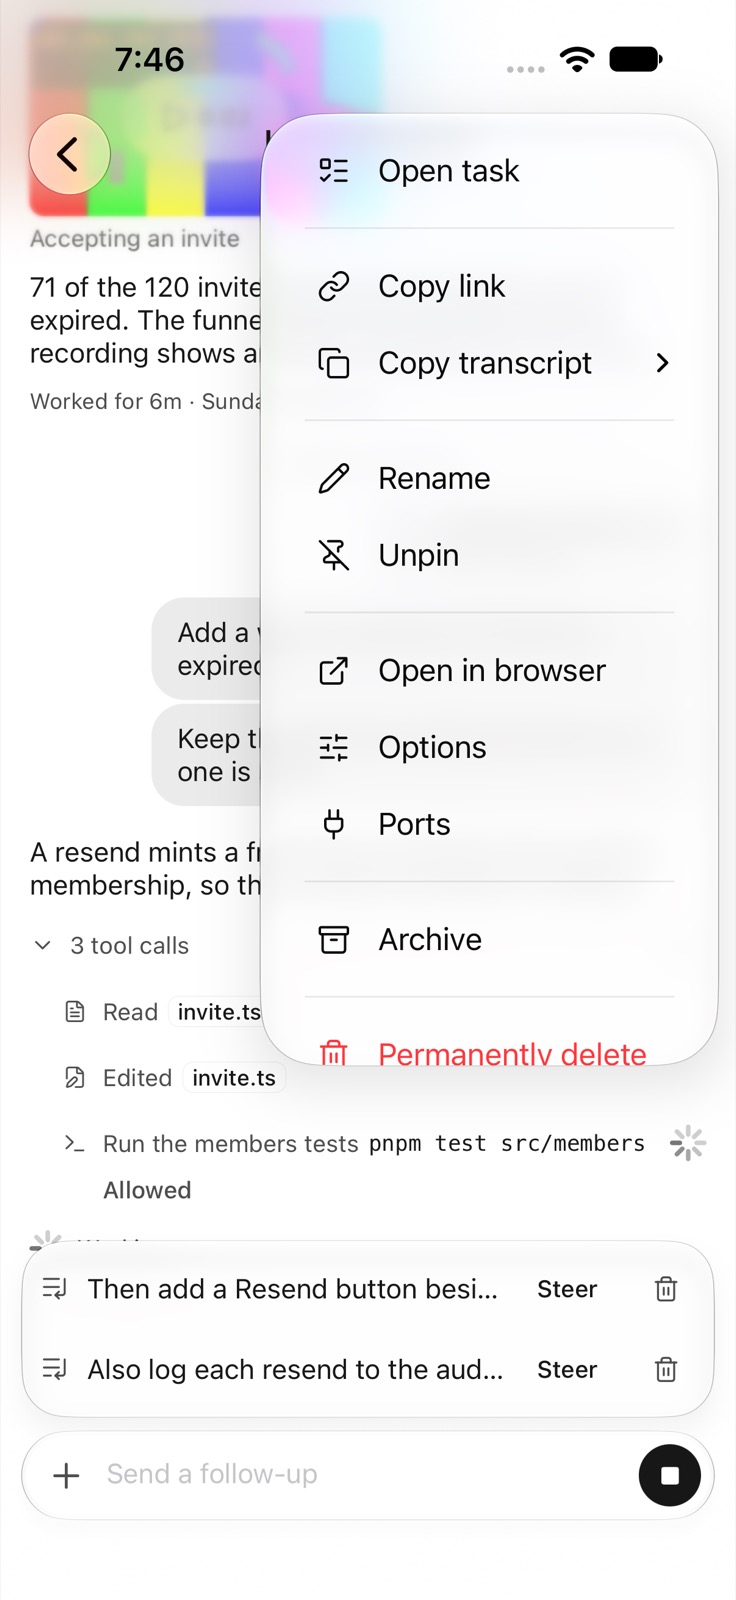 7:46
Open task
Accepting an invite
71 of the 120 invite
expired. The funne
recording shows a
Worked for 6m · Sunda
Copy link
Copy transcript
Rename
Unpin
Add a
expired
Keep t
one is
Open in browser
Options
Ports
A resend mints a f
membership, so th
3 tool calls
Archive
Read invite.ts
Permanently delete
Edited invite.ts
Run the members tests pnpm test src/members
Allowed
Then add a Resend button besi... Steer
Also log each resend to the aud... Steer
Send a follow-up